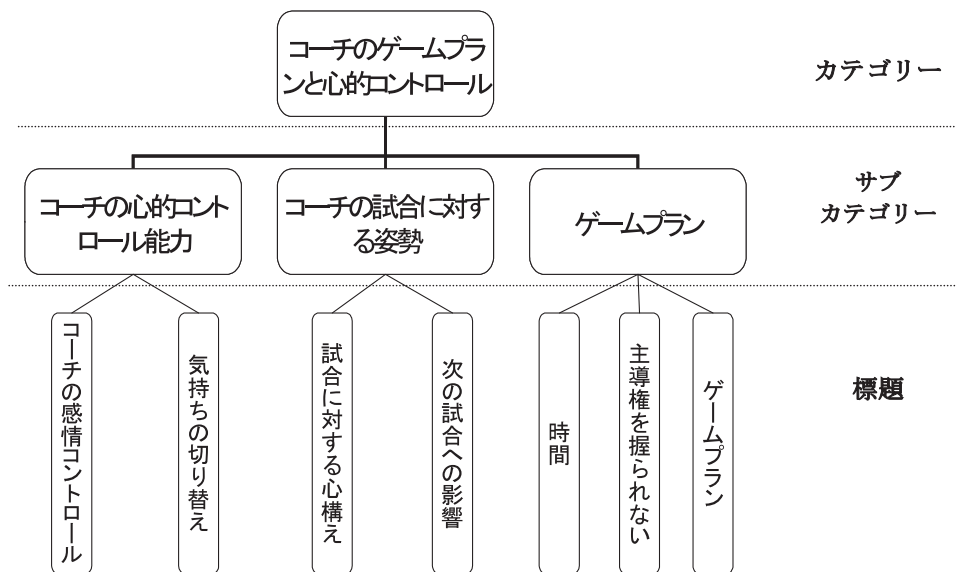 コーチのゲームプラ
ンと心的コントロール
カテゴリー
コーチの心的コント
ロール能力
コーチの試合に対す
る姿勢
ゲームプラン
サブ
カテゴリー
コーチの感情コントロール
気持ちの切り替え
試合に対する心構え
次の試合への影響
時間
主導権を握られない
ゲームプラン
標題